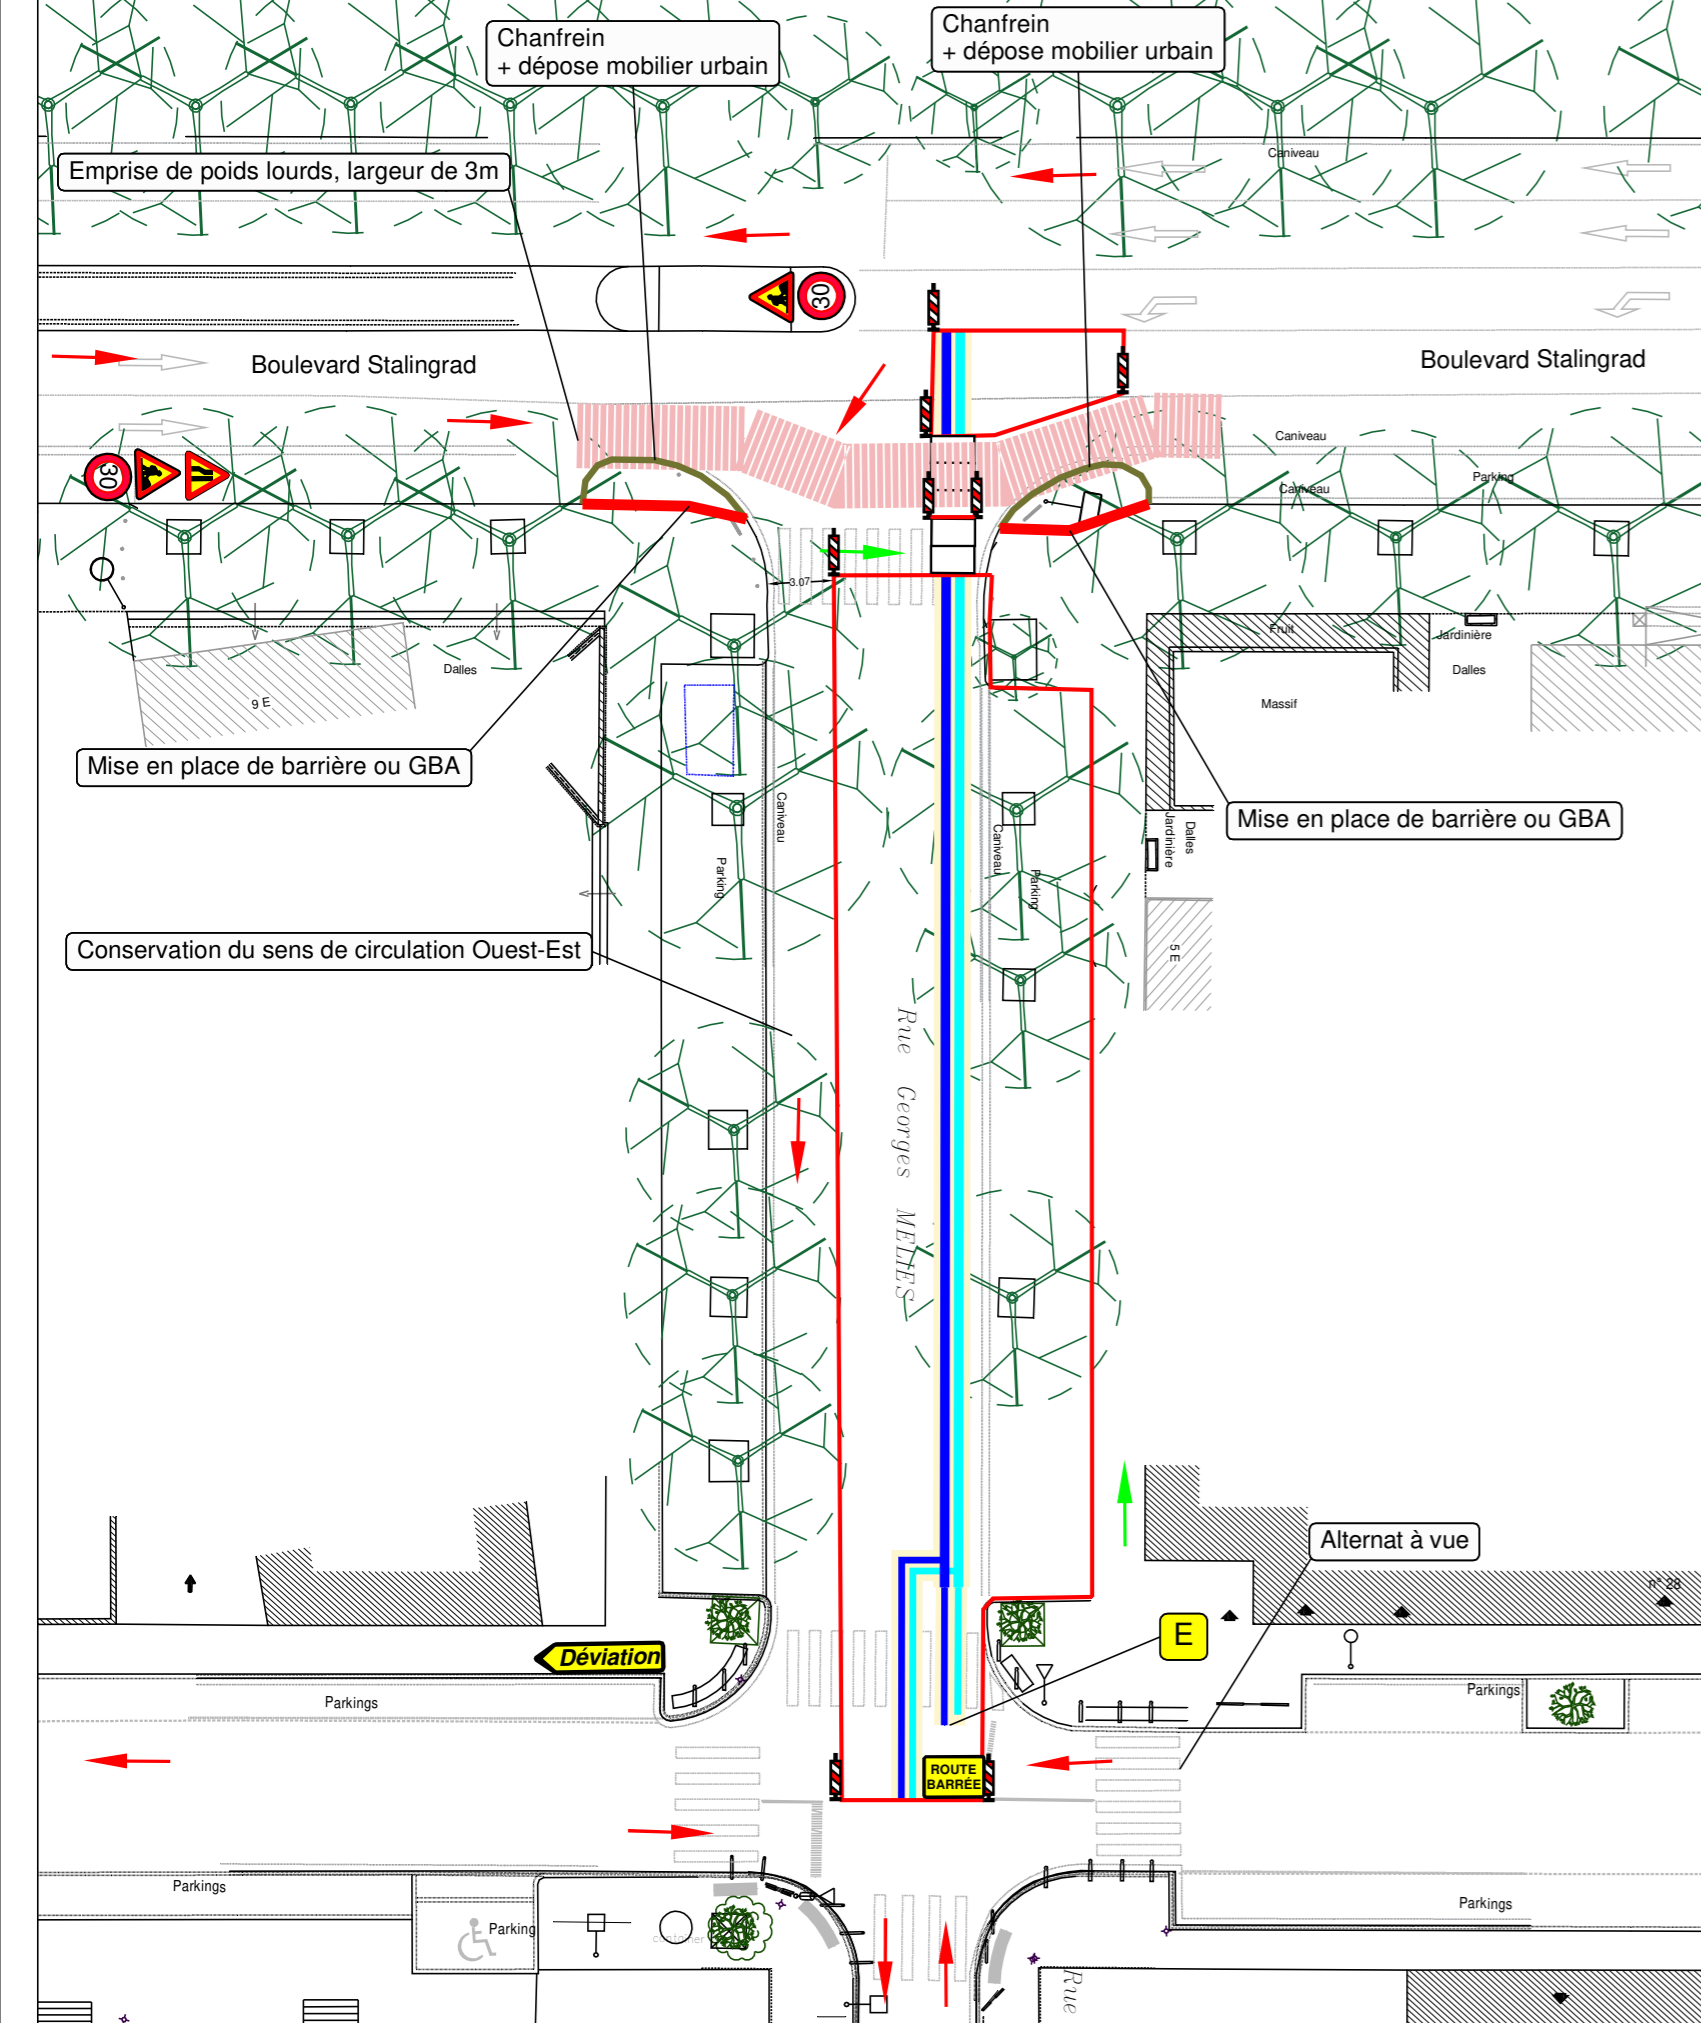 Chanfrein
+ dépose mobilier urbain
Chanfrein
+ dépose mobilier urbain
Emprise de poids lourds, largeur de 3m
Caniveau
30
Boulevard Stalingrad
Boulevard Stalingrad
30
Caniveau
Parking
Caniveau
3.07
Fruit
Jardinière
Dalles
Dalles
9 E
Massif
Mise en place de barrière ou GBA
Mise en place de barrière ou GBA
Caniveau
Parking
Caniveau
Parking
Jardinière
Dalles
Conservation du sens de circulation Ouest-Est
5 E
Rue Georges MELIES
Alternat à vue
n° 28
E
Déviation
Parkings
Parkings
ROUTE
BARRÉE
Parkings
Parkings
Parking
container
Rue